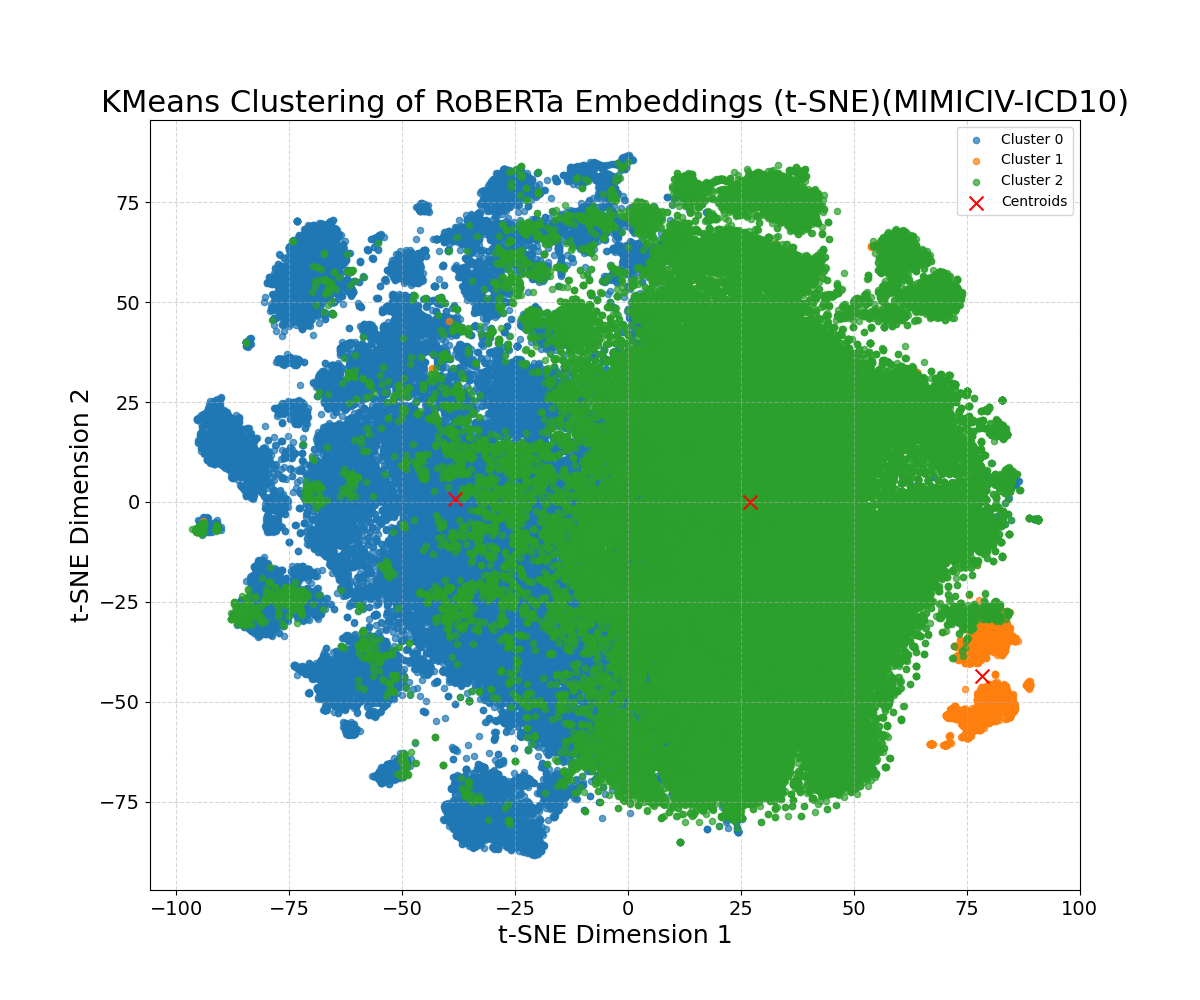 KMeans Clustering of RoBERTa Embeddings (t-SNE)(MIMICIV-ICD10)
Cluster 0
Cluster 1
Cluster 2
Centroids
75
50
25
0
−25
−50
−75
t-SNE Dimension 2
−100 −75 −50 −25 0 25 50 75 100
t-SNE Dimension 1